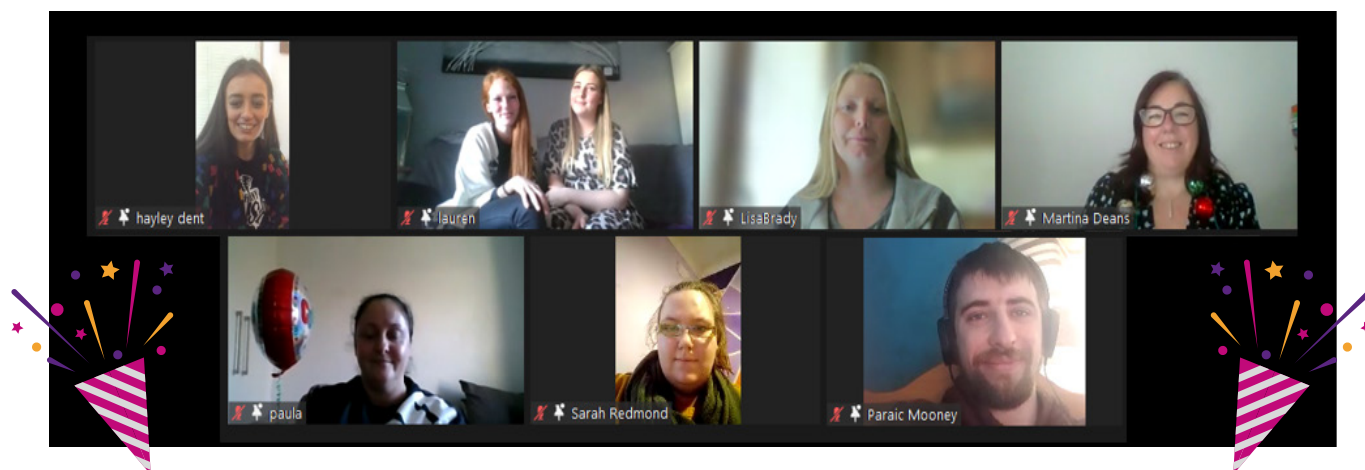 hayley dent
lauren
LisaBrady
Martina Deans
paula
Sarah Redmond
Paraic Mooney